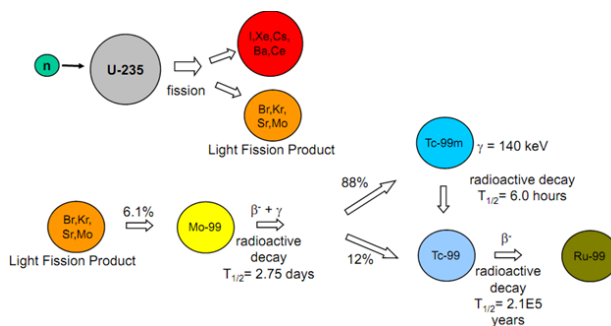 n
U-235
fission
I,Xe,Cs,
Ba,Ce
Br,Kr,
Sr,Mo
Light Fission Product
Br,Kr,
Sr,Mo
Light Fission Product
6.1%
Mo-99
β⁻ + γ
radioactive
decay
T₁/₂= 2.75 days
88%
12%
Tc-99m
γ = 140 keV
radioactive decay
T₁/₂= 6.0 hours
Tc-99
β⁻
radioactive
decay
T₁/₂= 2.1E5
years
Ru-99